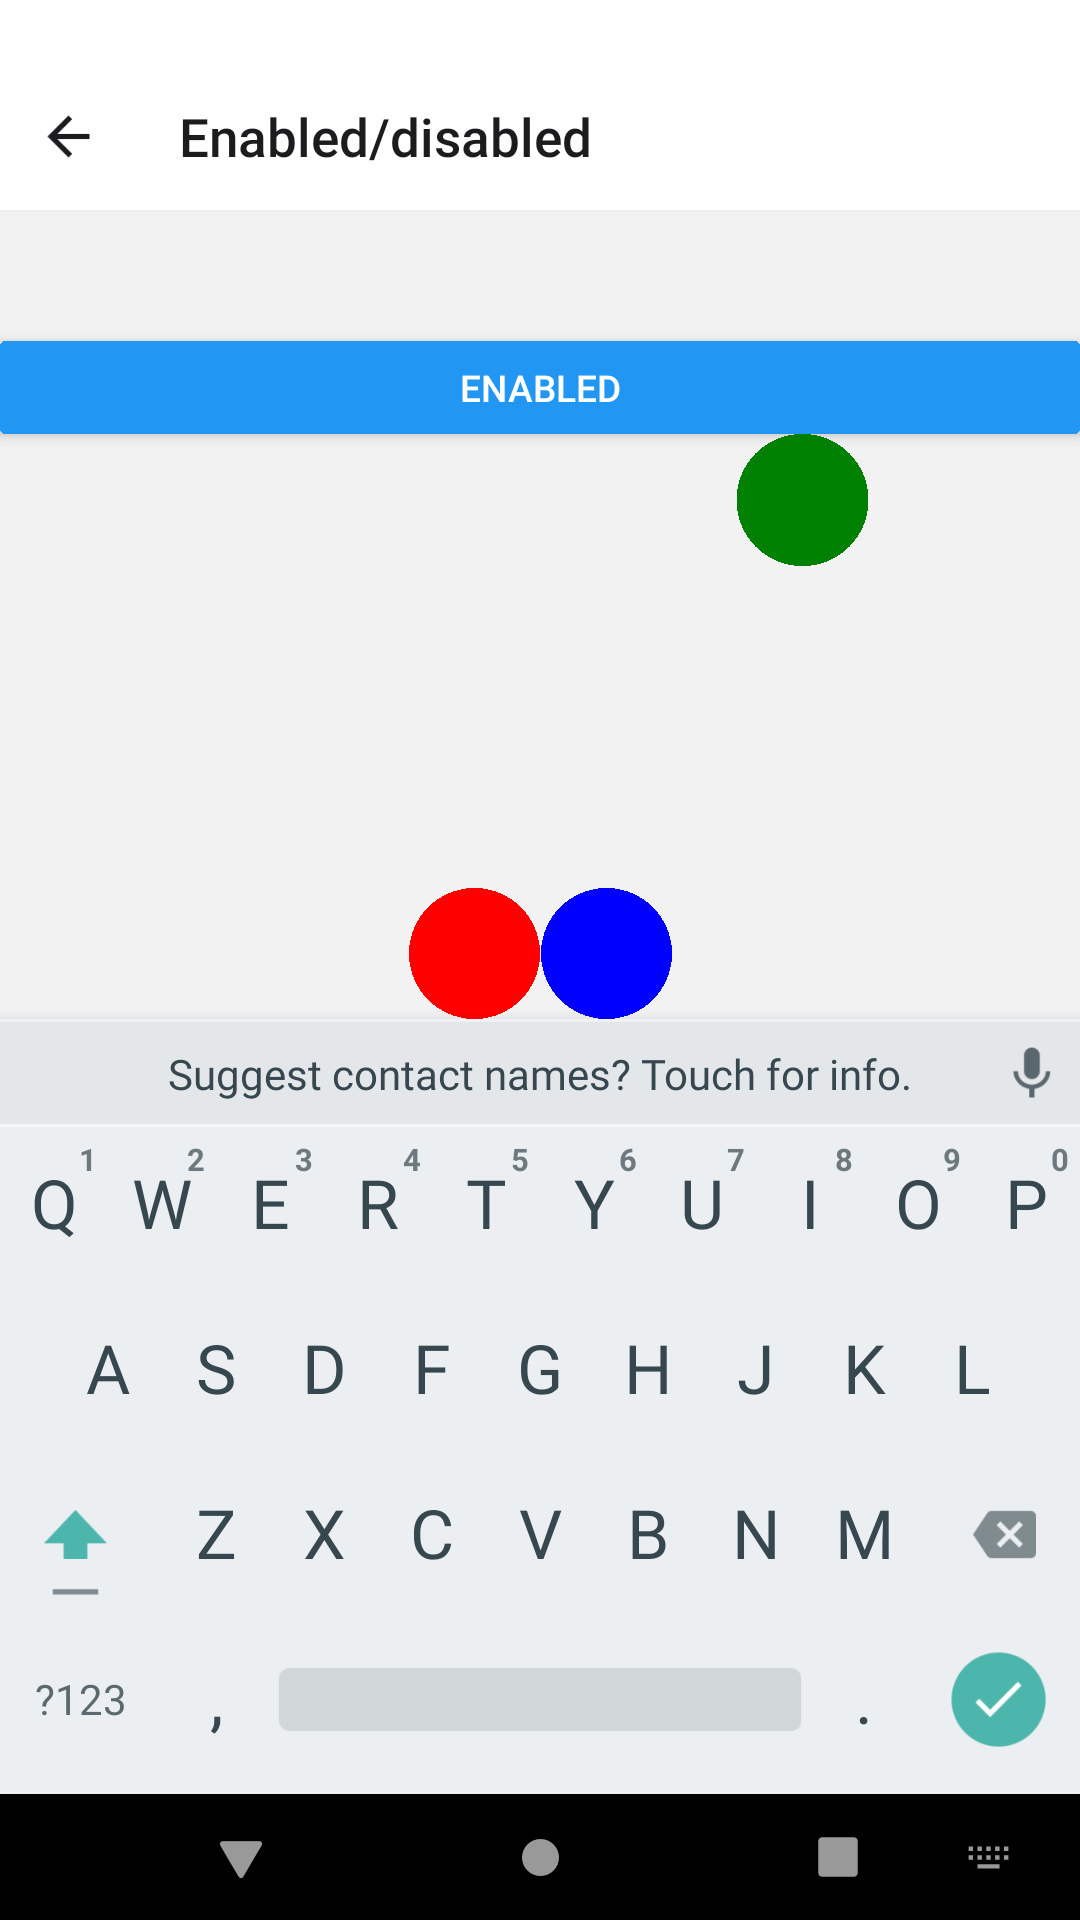 Enabled/disabled
ENABLED
Suggest contact names? Touch for info.
1 2 3 4 5 6 7 8 9 0
Q W E R T Y U I O P
A S D F G H J K L
Z X C V B N M
?123 , .